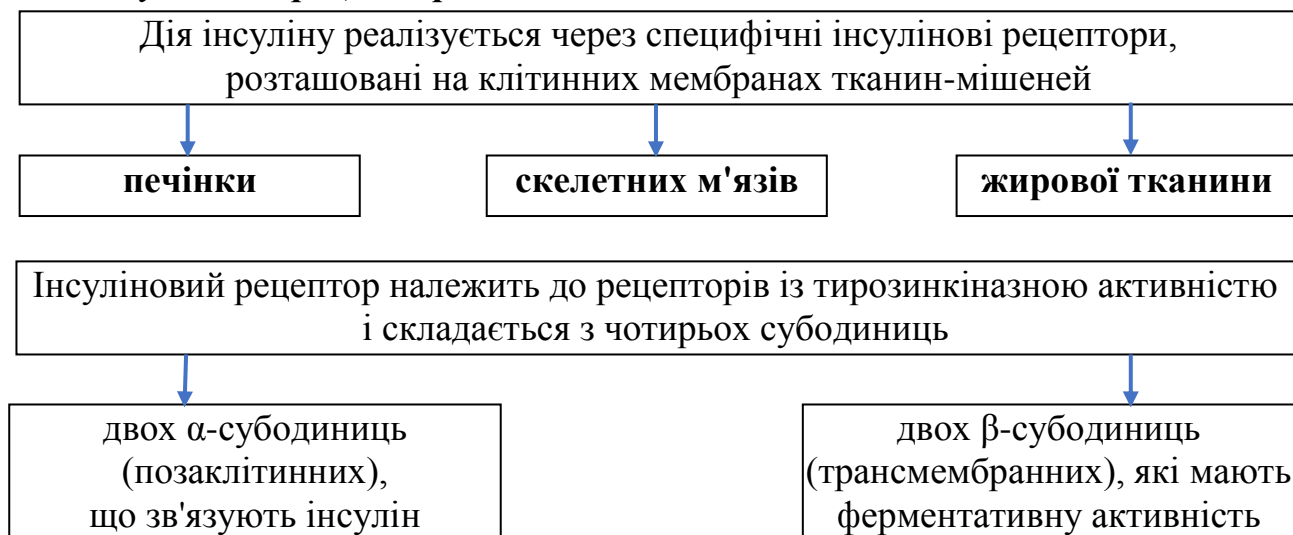 Дія інсуліну реалізується через специфічні інсулінові рецептори,
розташовані на клітинних мембранах тканин-мішеней
печінки
скелетних м'язів
жирової тканини
Інсуліновий рецептор належить до рецепторів із тирозинкіназною активністю
і складається з чотирьох субодиниць
двох α-субодиниць
(позаклітинних),
що зв'язують інсулін
двох β-субодиниць
(трансмембранних), які мають
ферментативну активність